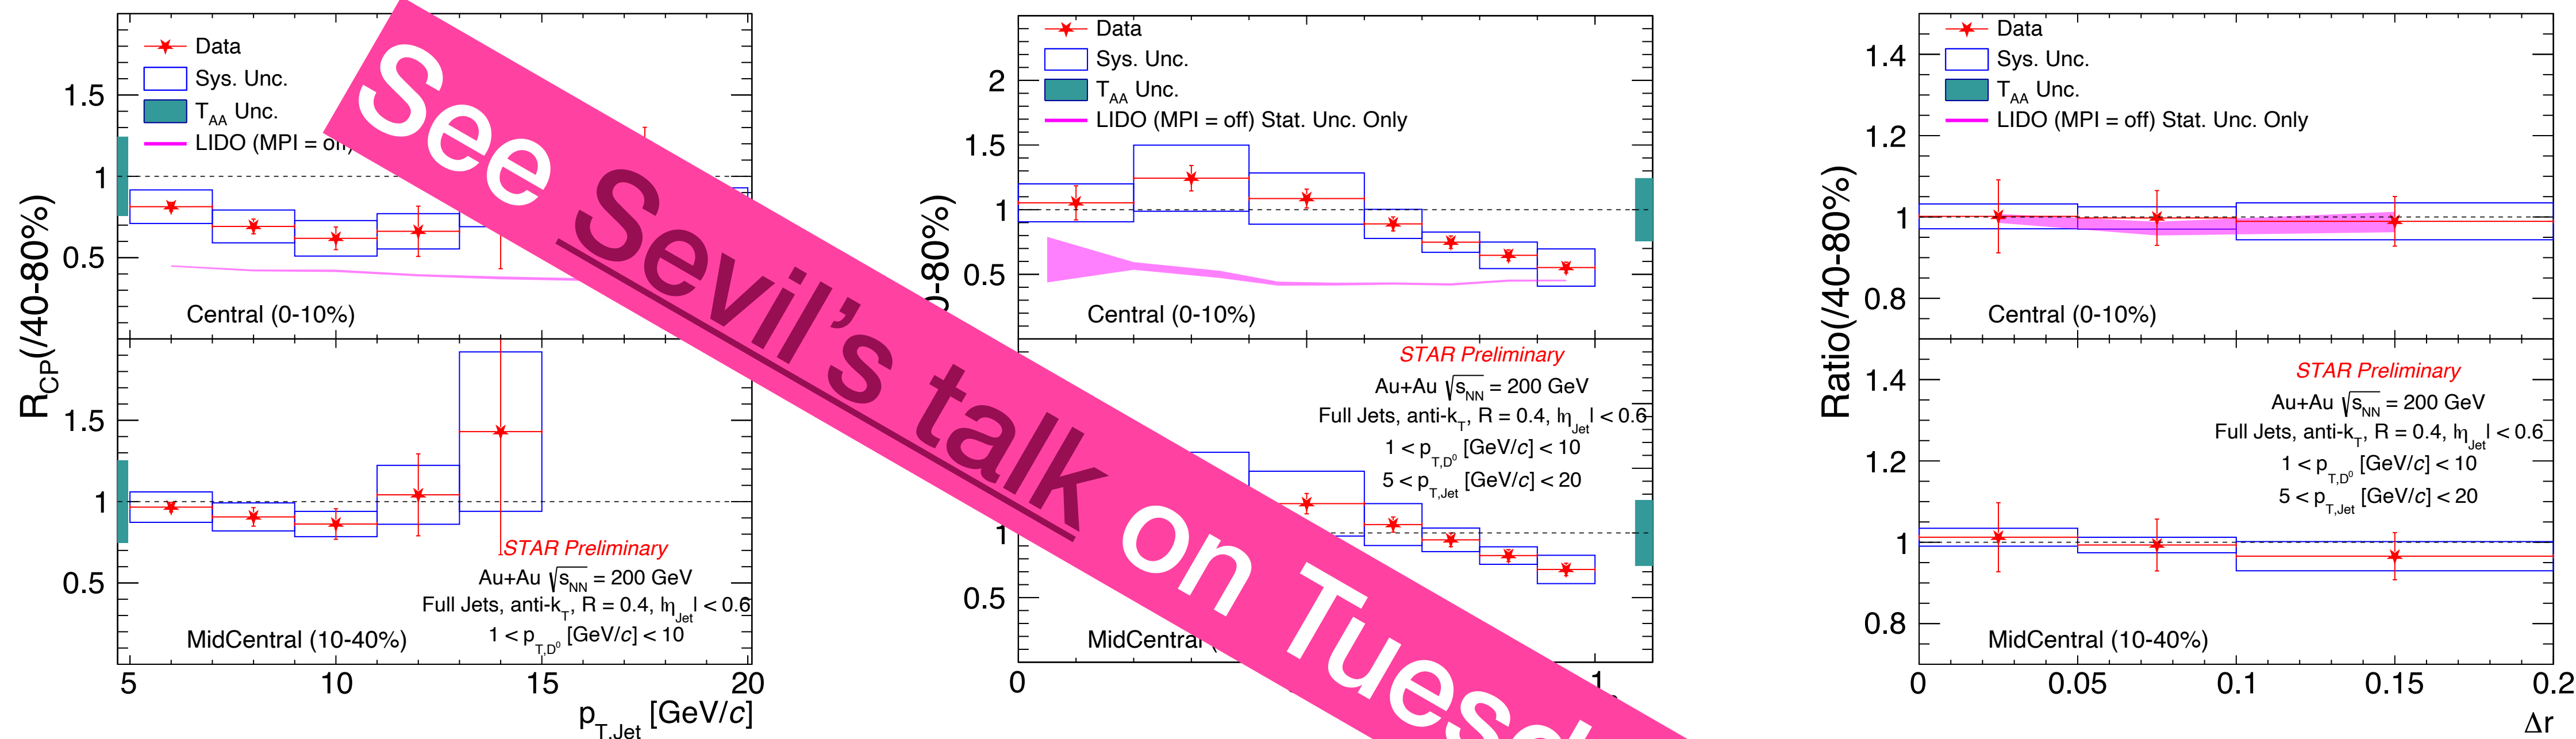 Data
Sys. Unc.
T_AA Unc.
LIDO (MPI = off)
1.5
1
0.5
Central (0-10%)
R_CP(/40-80%)
1.5
1
0.5
STAR Preliminary
Au+Au √s_NN = 200 GeV
Full Jets, anti-k_T, R = 0.4, |η_Jet| < 0.6
1 < p_T,D⁰ [GeV/c] < 10
MidCentral (10-40%)
5 10 15 20
p_T,Jet [GeV/c]
See Sevil's talk on
Data
Sys. Unc.
T_AA Unc.
LIDO (MPI = off) Stat. Unc. Only
2
1.5
1
0.5
-80%)
Central (0-10%)
STAR Preliminary
Au+Au √s_NN = 200 GeV
Full Jets, anti-k_T, R = 0.4, |η_Jet| < 0.6
1 < p_T,D⁰ [GeV/c] < 10
5 < p_T,Jet [GeV/c] < 20
1
0.5
MidCentral
0 1
Data
Sys. Unc.
T_AA Unc.
LIDO (MPI = off) Stat. Unc. Only
1.4
1.2
1
0.8
Central (0-10%)
Ratio(/40-80%)
STAR Preliminary
Au+Au √s_NN = 200 GeV
Full Jets, anti-k_T, R = 0.4, |η_Jet| < 0.6
1 < p_T,D⁰ [GeV/c] < 10
5 < p_T,Jet [GeV/c] < 20
1.4
1.2
1
0.8
MidCentral (10-40%)
0 0.05 0.1 0.15 0.2
Δr